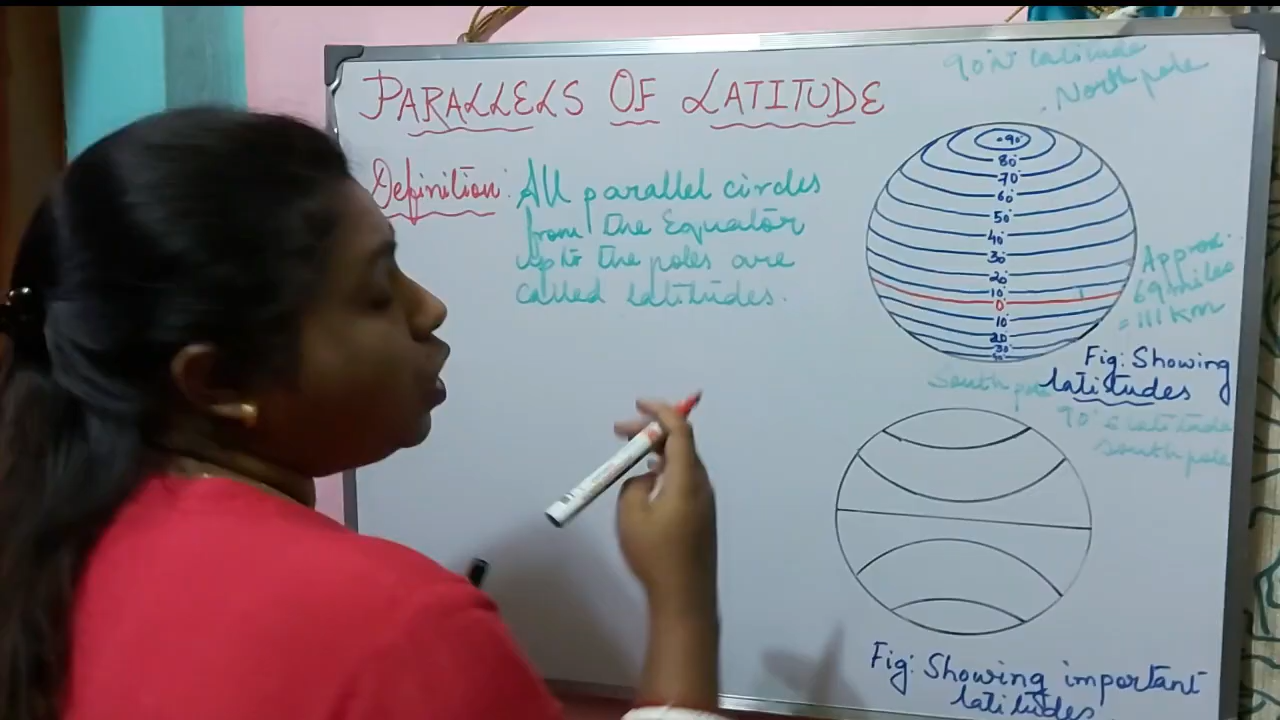 PARALLELS OF LATITUDE
Definition: All parallel circles
from the Equator
upto the poles are
called latitudes.
90°N latitude
North pole
90°
80°
70°
60°
50°
40°
30°
20°
10°
0°
10°
20°
30°
Approx.
69 miles
= 111 km
Fig: Showing
latitudes
South pole
90°S latitude
south pole
Fig: Showing important
latitudes.